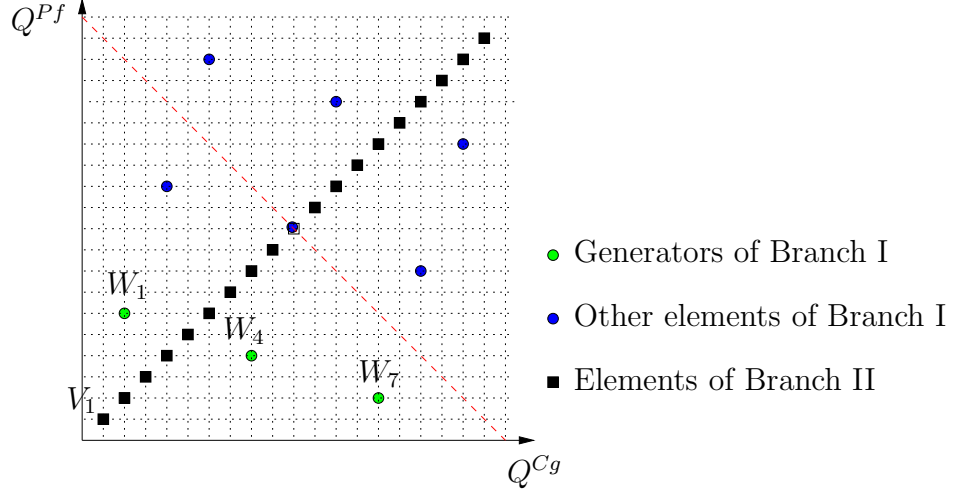 Q^{Pf}
W_1
W_4
W_7
V_1
Q^{Cg}
Generators of Branch I
Other elements of Branch I
Elements of Branch II